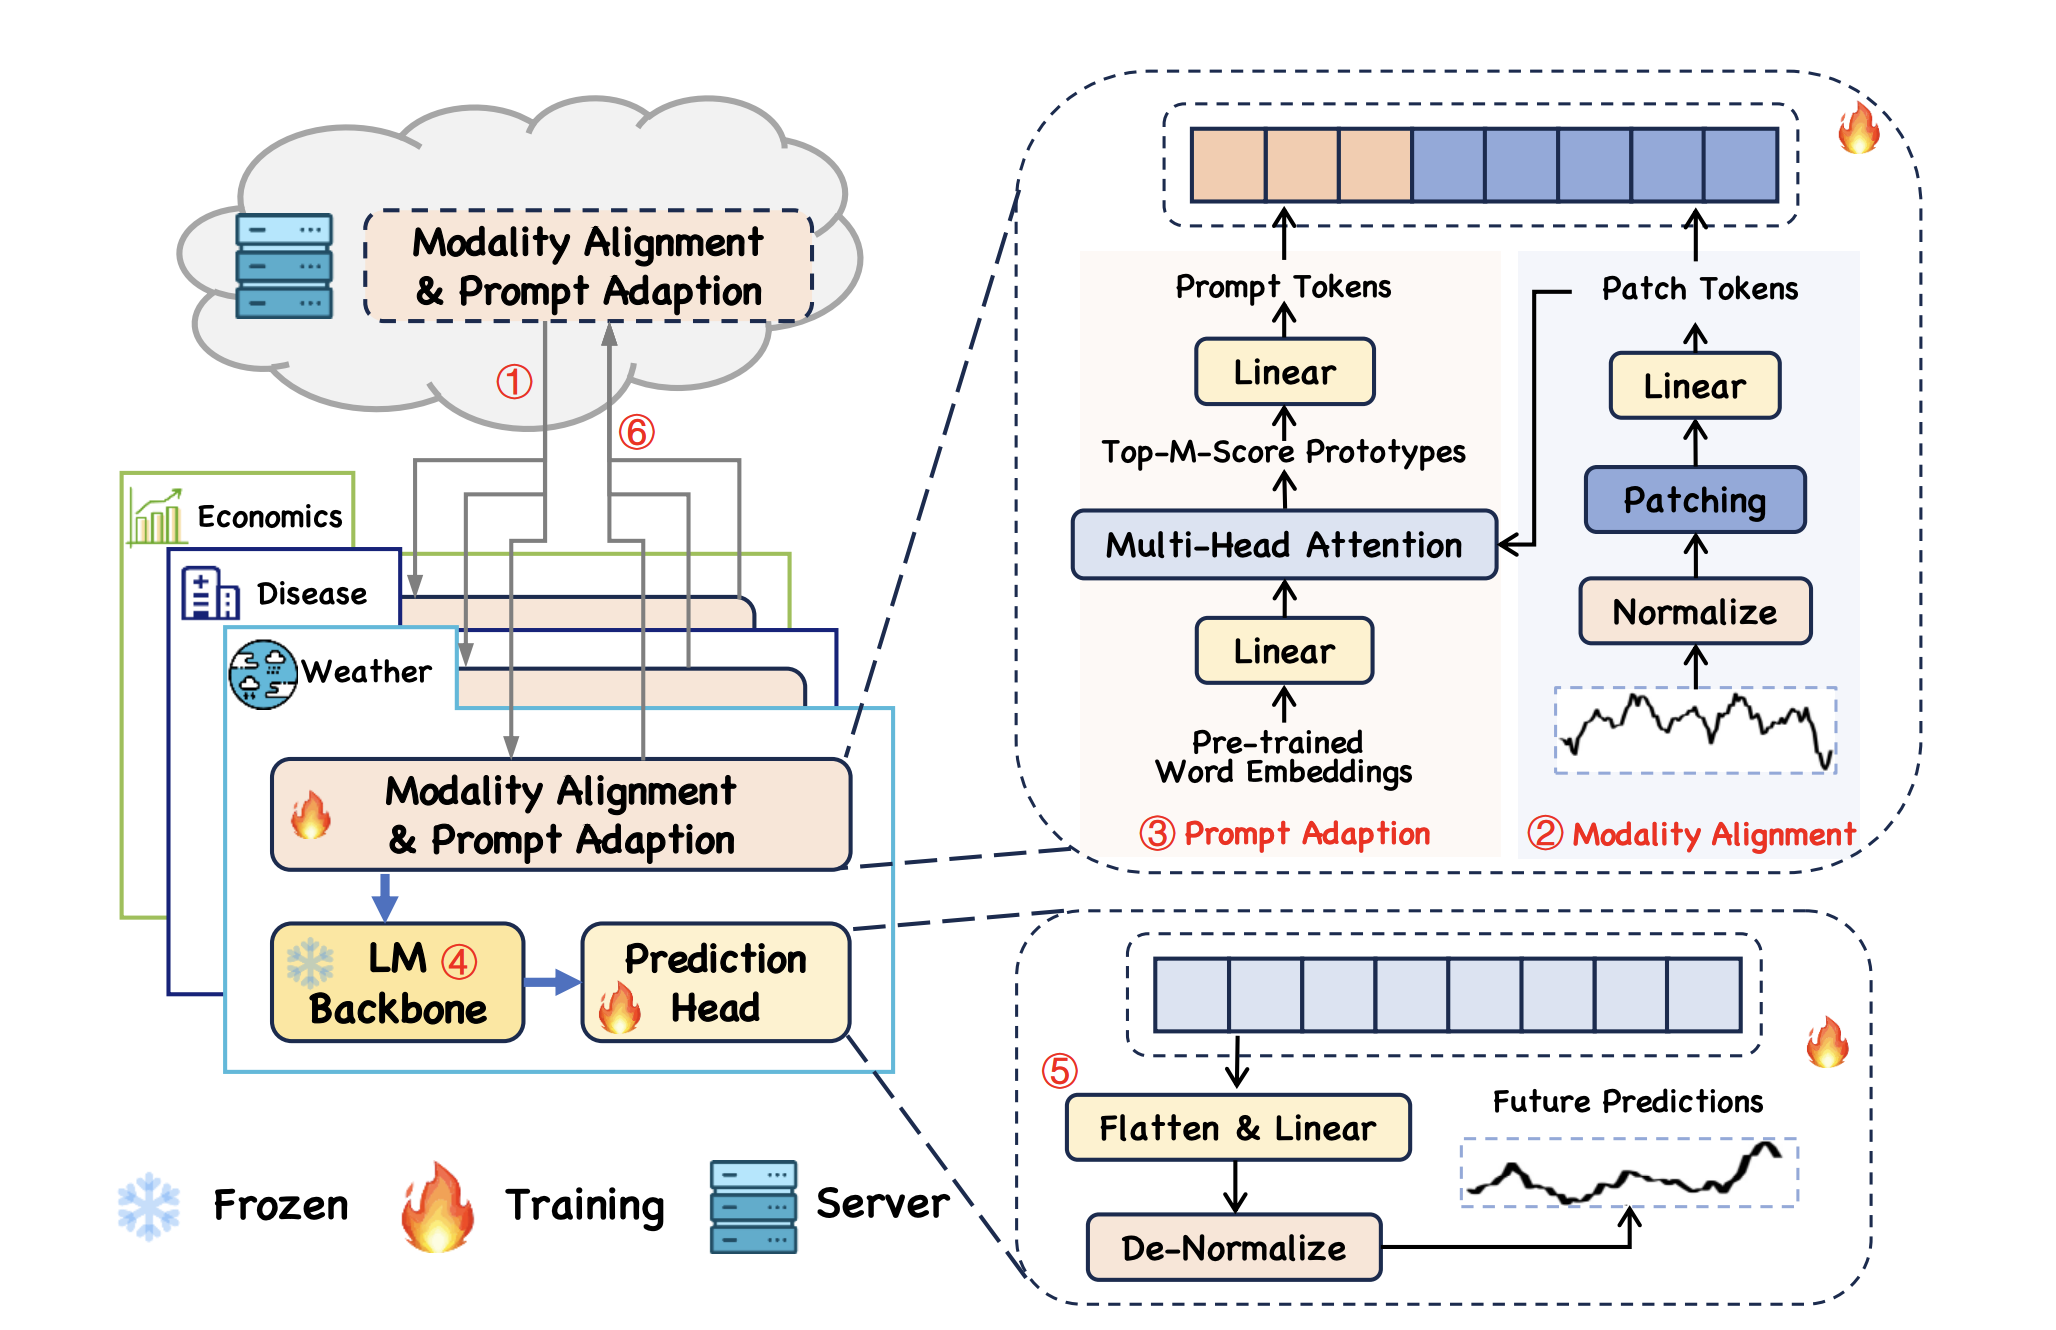 Modality Alignment
& Prompt Adaption
①
⑥
Economics
Disease
Weather
Modality Alignment
& Prompt Adaption
LM ④
Backbone
Prediction
Head
Frozen
Training
Server
Prompt Tokens
Linear
Top-M-Score Prototypes
Multi-Head Attention
Linear
Pre-trained
Word Embeddings
③ Prompt Adaption
Patch Tokens
Linear
Patching
Normalize
② Modality Alignment
⑤
Flatten & Linear
De-Normalize
Future Predictions